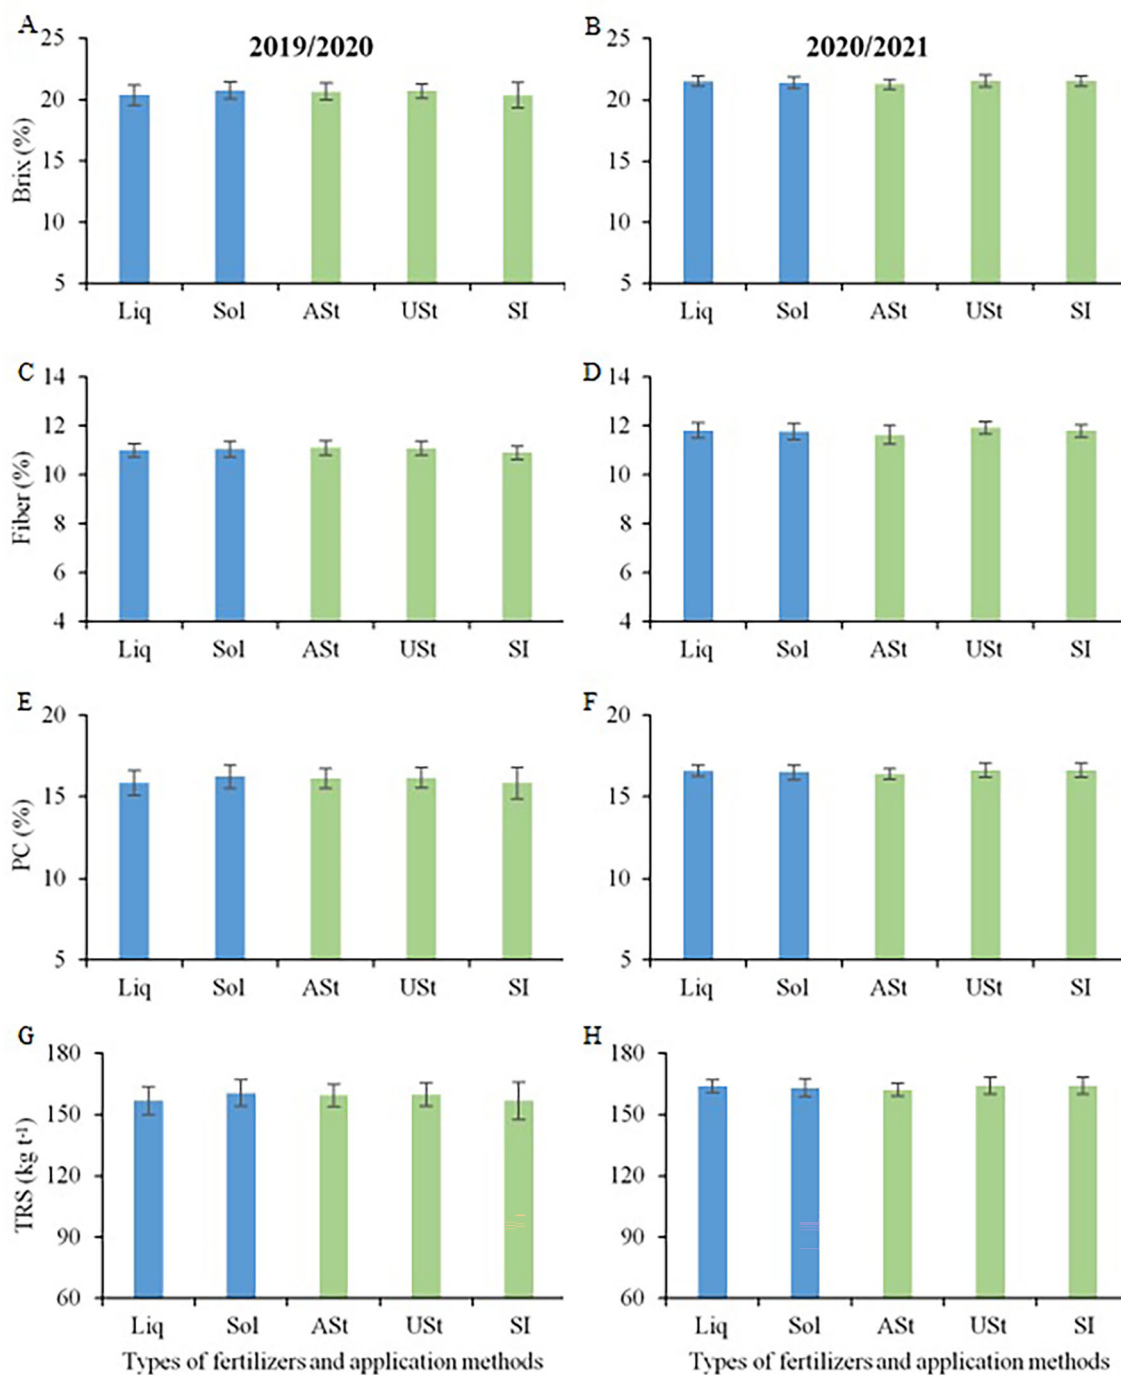 A
2019/2020
25
20
15
10
5
Brix (%)
Liq Sol ASt USt SI
B
2020/2021
25
20
15
10
5
Liq Sol ASt USt SI
C
14
12
10
8
6
4
Fiber (%)
Liq Sol ASt USt SI
D
14
12
10
8
6
4
Liq Sol ASt USt SI
E
20
15
10
5
PC (%)
Liq Sol ASt USt SI
F
20
15
10
5
Liq Sol ASt USt SI
G
180
150
120
90
60
TRS (kg t-1)
Liq Sol ASt USt SI
Types of fertilizers and application methods
H
180
150
120
90
60
Liq Sol ASt USt SI
Types of fertilizers and application methods